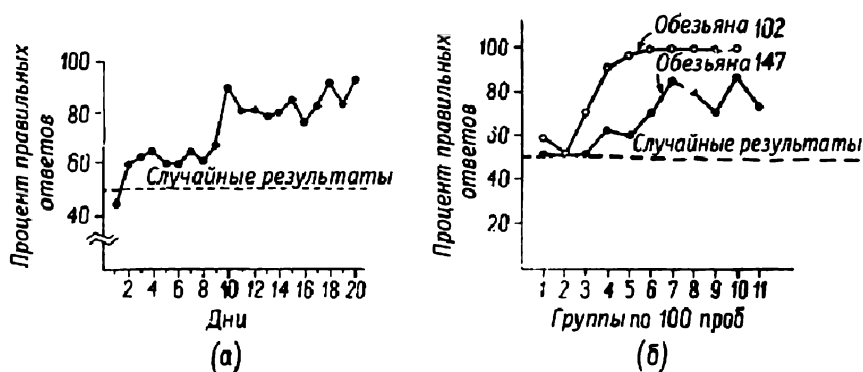 Процент правильных
ответов
100
80
60
40
Случайные результаты
2 4 6 8 10 12 14 16 18 20
Дни
(а)
Процент правильных
ответов
100
80
60
40
20
Обезьяна 102
Обезьяна 147
Случайные результаты
1 2 3 4 5 6 7 8 9 10 11
Группы по 100 проб
(б)